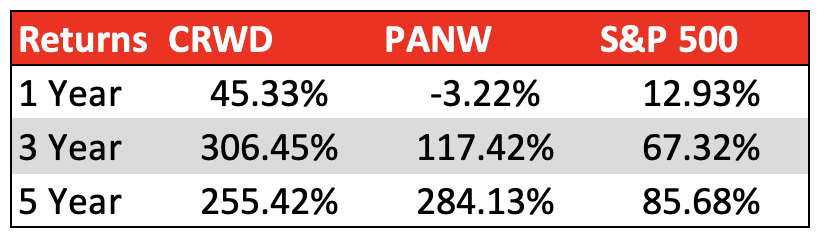 Returns CRWD PANW S&P 500
1 Year 45.33% -3.22% 12.93%
3 Year 306.45% 117.42% 67.32%
5 Year 255.42% 284.13% 85.68%